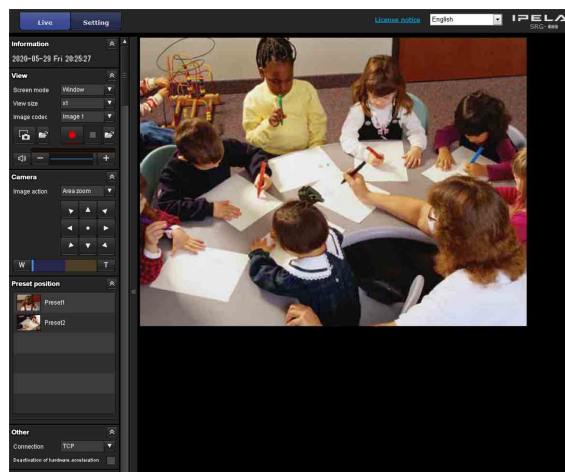 Live Setting License notice English IPELA
SRG-■■■
Information
2020-05-29 Fri 20:25:27
View
Screen mode Window
View size x1
Image codec Image 1
Camera
Image action Area zoom
W T
Preset position
Preset1
Preset2
Other
Connection TCP
Deactivation of hardware acceleration